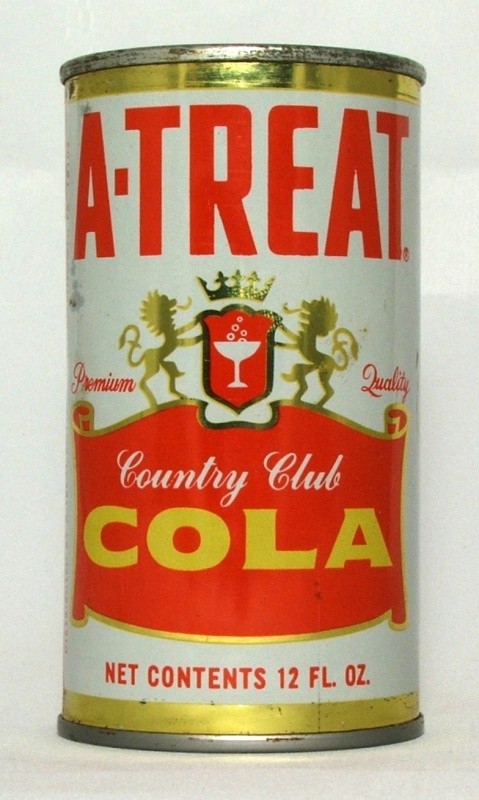 A-TREAT®
Premium Quality
Country Club
COLA
NET CONTENTS 12 FL. OZ.